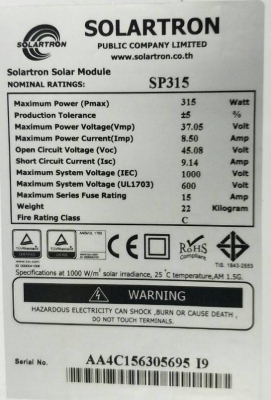 SOLARTRON
SOLARTRON
PUBLIC COMPANY LIMITED
www.solartron.co.th
Solartron Solar Module
NOMINAL RATINGS: SP315
Maximum Power (Pmax) 315 Watt
Production Tolerance ±5 %
Maximum Power Voltage(Vmp) 37.05 Volt
Maximum Power Current(Imp) 8.50 Amp
Open Circuit Voltage (Voc) 45.08 Volt
Short Circuit Current (Isc) 9.14 Amp
Maximum System Voltage (IEC) 1000 Volt
Maximum System Voltage (UL1703) 600 Volt
Maximum Series Fuse Rating 15 Amp
Weight 22 Kilogram
Fire Rating Class C
CE
RoHS
Compliant
TIS. 1843-2553
Specifications at 1000 W/m² solar irradiance, 25 °C temperature,AM 1.5G.
WARNING
HAZARDOUS ELECTRICITY CAN SHOCK ,BURN OR CAUSE DEATH ,
DO NOT TOUCH TERMINALS.
Serial No. AA4C156305695 I9